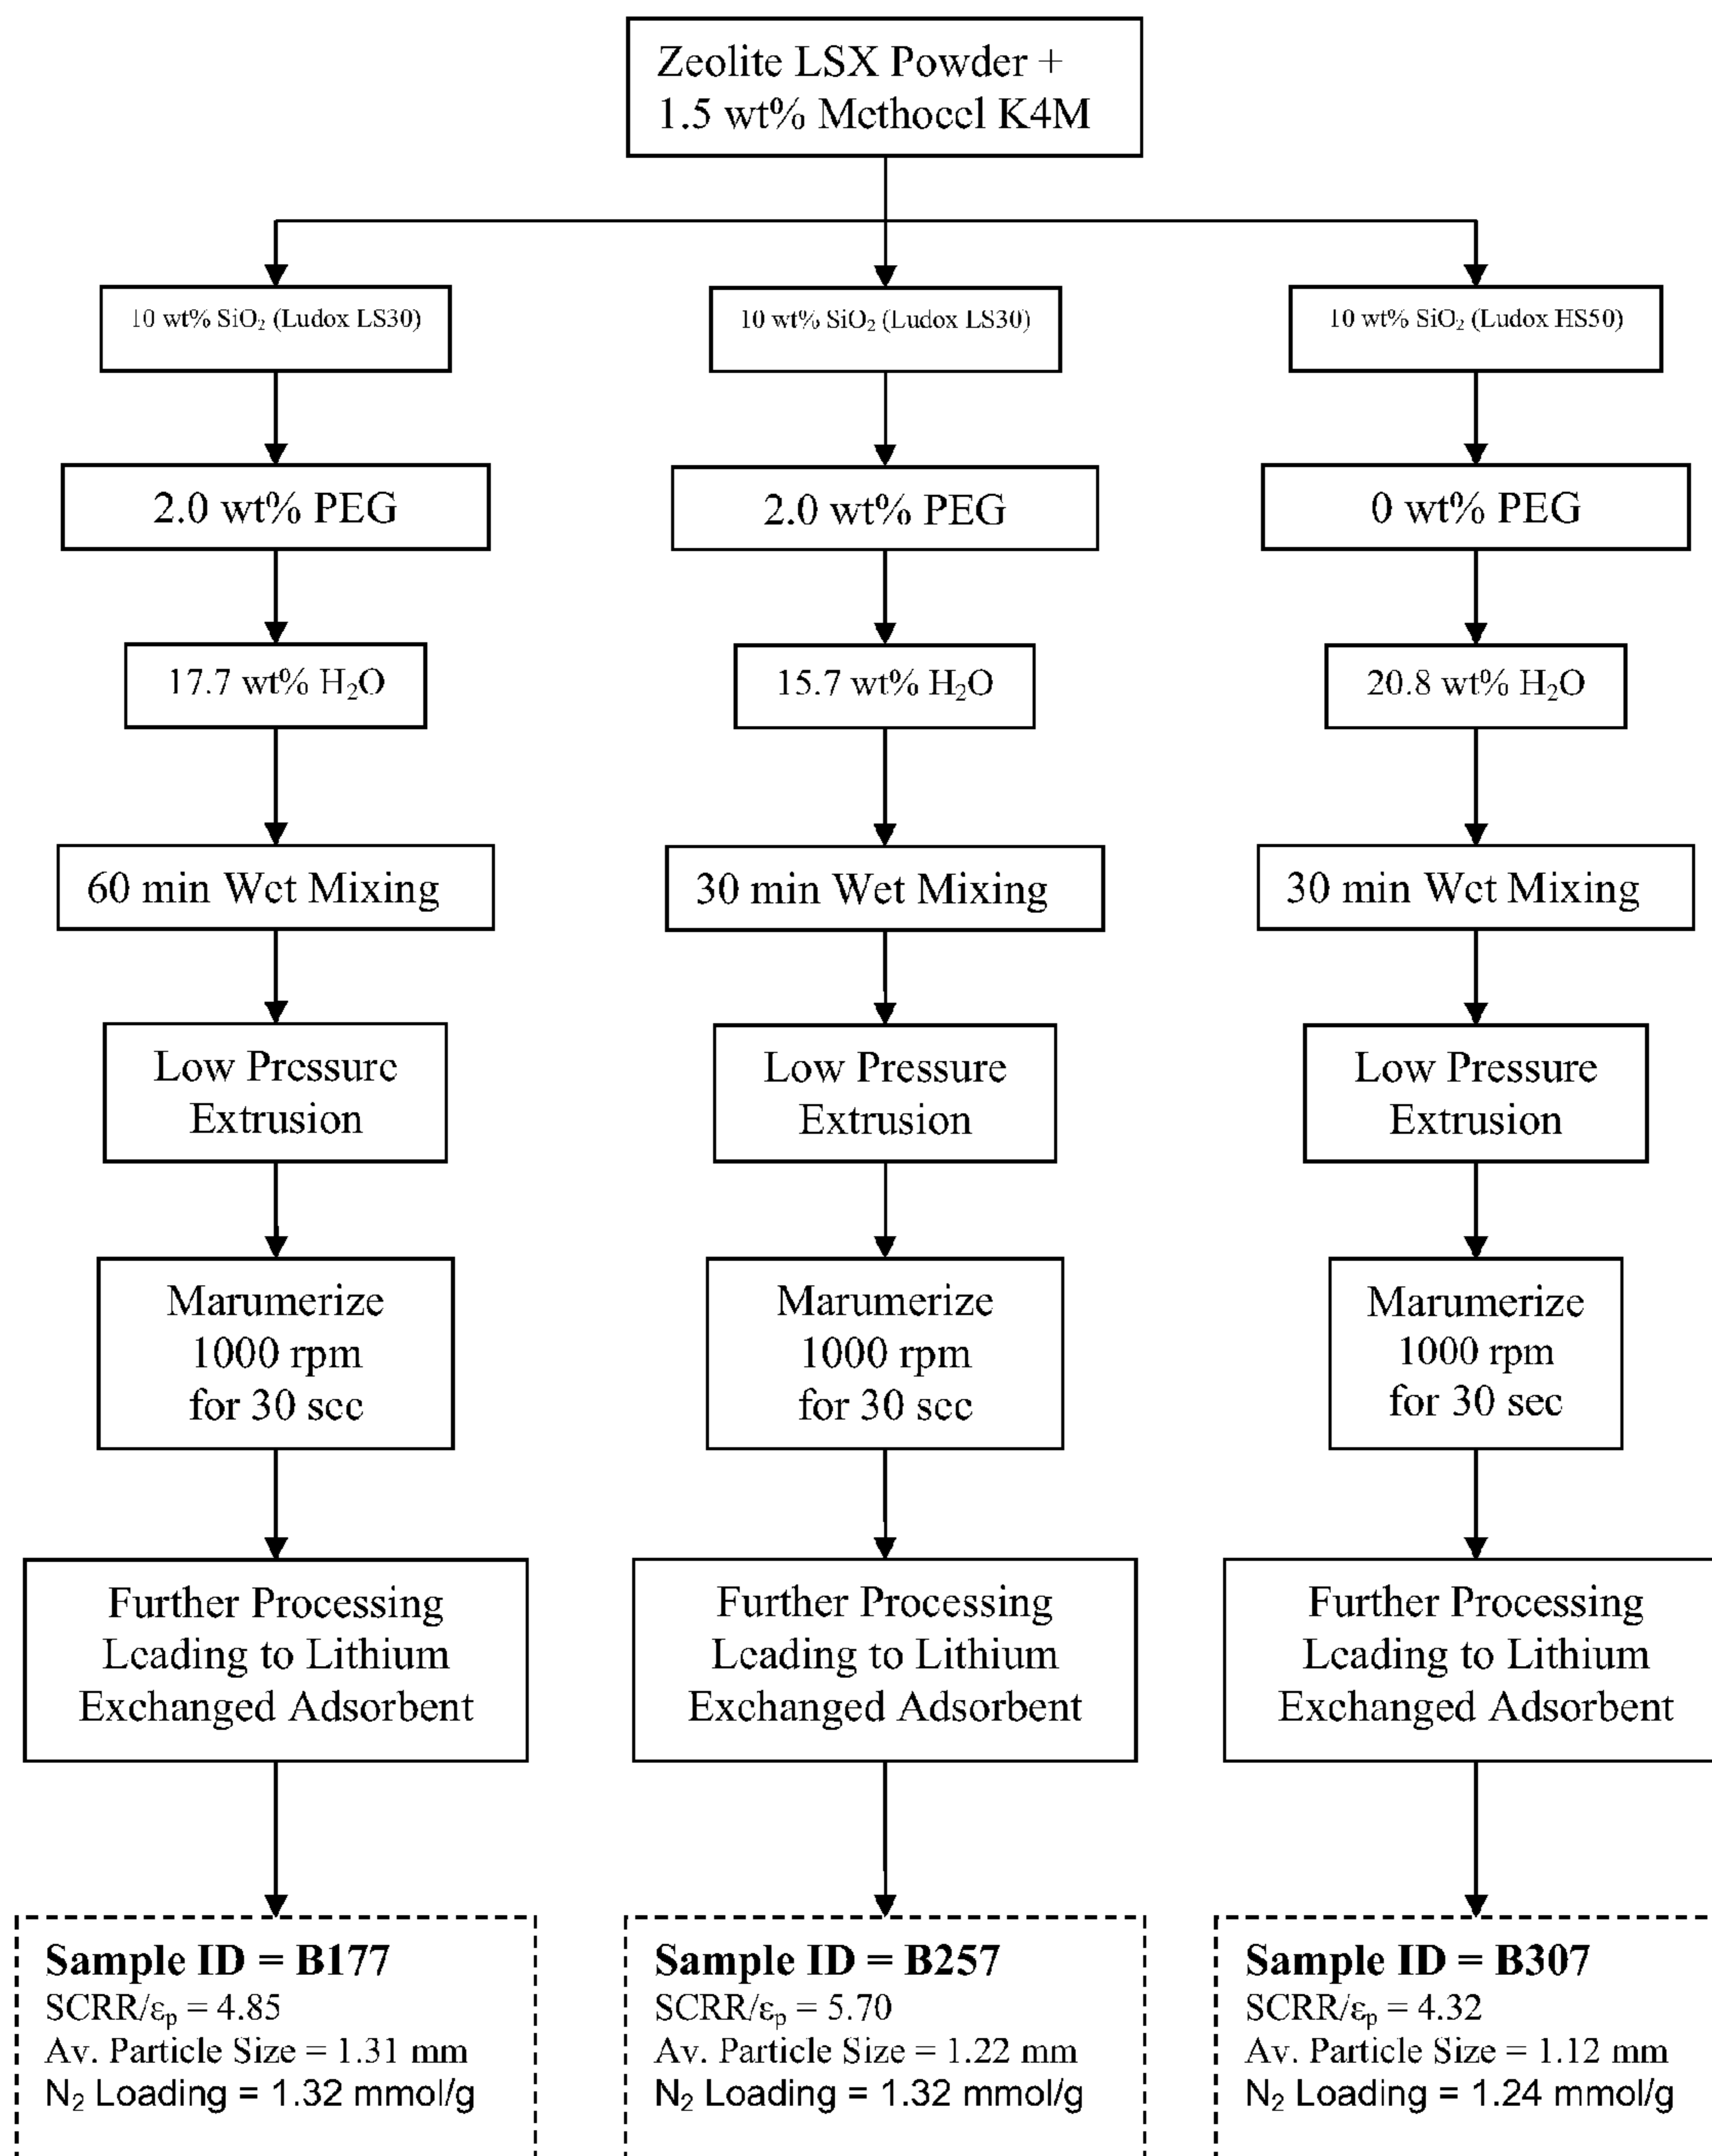 Zeolite LSX Powder +
1.5 wt% Methocel K4M
10 wt% SiO₂ (Ludox LS30)
2.0 wt% PEG
17.7 wt% H₂O
60 min Wet Mixing
Low Pressure
Extrusion
Marumerize
1000 rpm
for 30 sec
Further Processing
Leading to Lithium
Exchanged Adsorbent
Sample ID = B177
SCRR/εₚ = 4.85
Av. Particle Size = 1.31 mm
N₂ Loading = 1.32 mmol/g
10 wt% SiO₂ (Ludox LS30)
2.0 wt% PEG
15.7 wt% H₂O
30 min Wet Mixing
Low Pressure
Extrusion
Marumerize
1000 rpm
for 30 sec
Further Processing
Leading to Lithium
Exchanged Adsorbent
Sample ID = B257
SCRR/εₚ = 5.70
Av. Particle Size = 1.22 mm
N₂ Loading = 1.32 mmol/g
10 wt% SiO₂ (Ludox HS50)
0 wt% PEG
20.8 wt% H₂O
30 min Wet Mixing
Low Pressure
Extrusion
Marumerize
1000 rpm
for 30 sec
Further Processing
Leading to Lithium
Exchanged Adsorbent
Sample ID = B307
SCRR/εₚ = 4.32
Av. Particle Size = 1.12 mm
N₂ Loading = 1.24 mmol/g